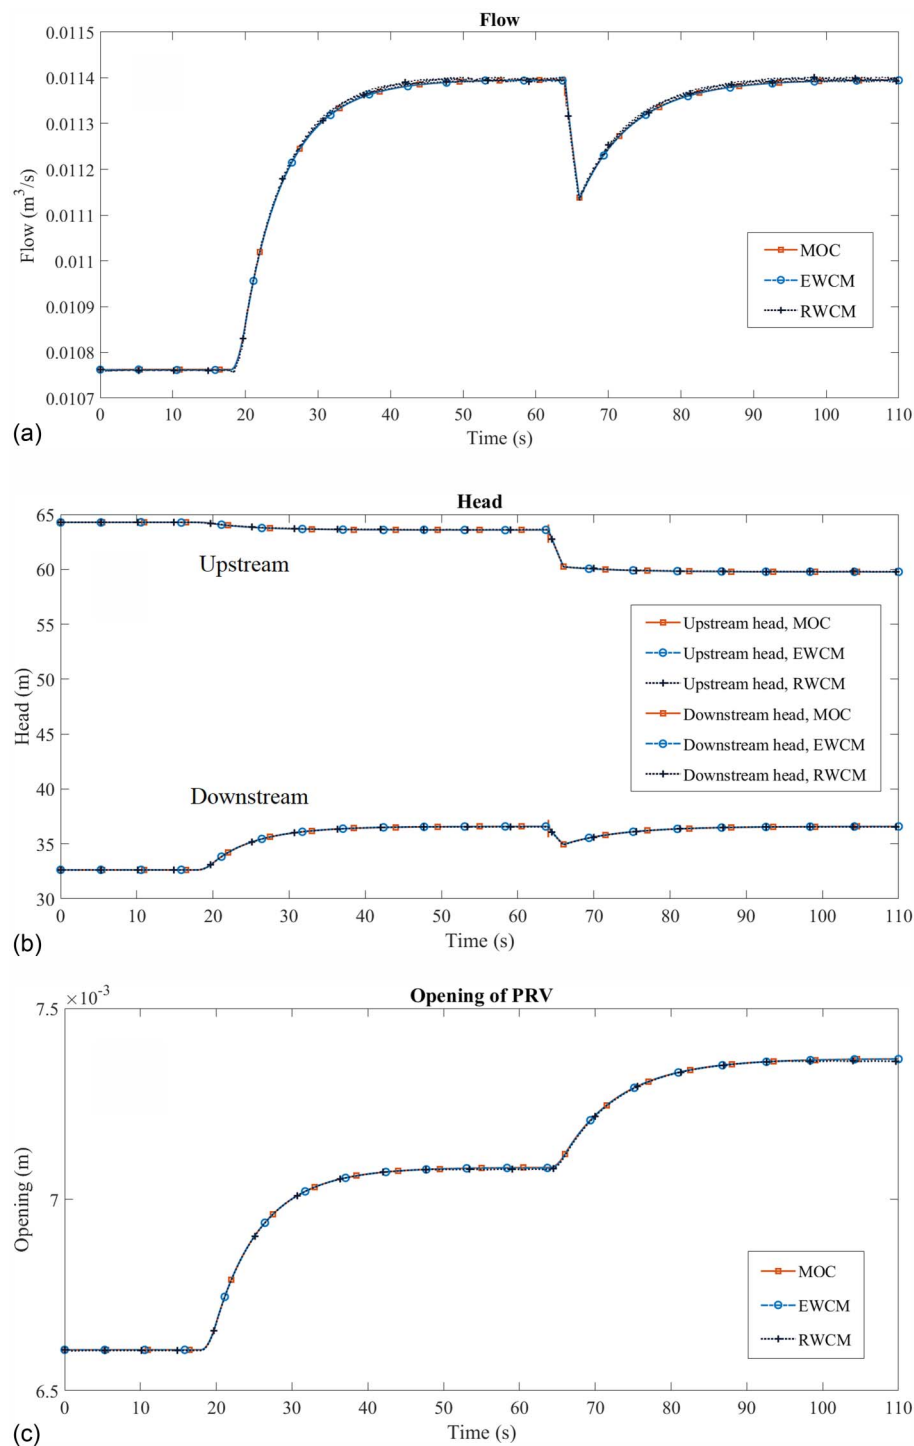 Flow
0.0115
0.0114
0.0113
0.0112
0.0111
0.011
0.0109
0.0108
0.0107
Flow (m³/s)
MOC
EWCM
RWCM
0 10 20 30 40 50 60 70 80 90 100 110
Time (s)
(a)
Head
65
60
55
50
45
40
35
30
Head (m)
Upstream
Downstream
Upstream head, MOC
Upstream head, EWCM
Upstream head, RWCM
Downstream head, MOC
Downstream head, EWCM
Downstream head, RWCM
0 10 20 30 40 50 60 70 80 90 100 110
Time (s)
(b)
Opening of PRV
×10⁻³
7.5
7
6.5
Opening (m)
MOC
EWCM
RWCM
0 10 20 30 40 50 60 70 80 90 100 110
Time (s)
(c)